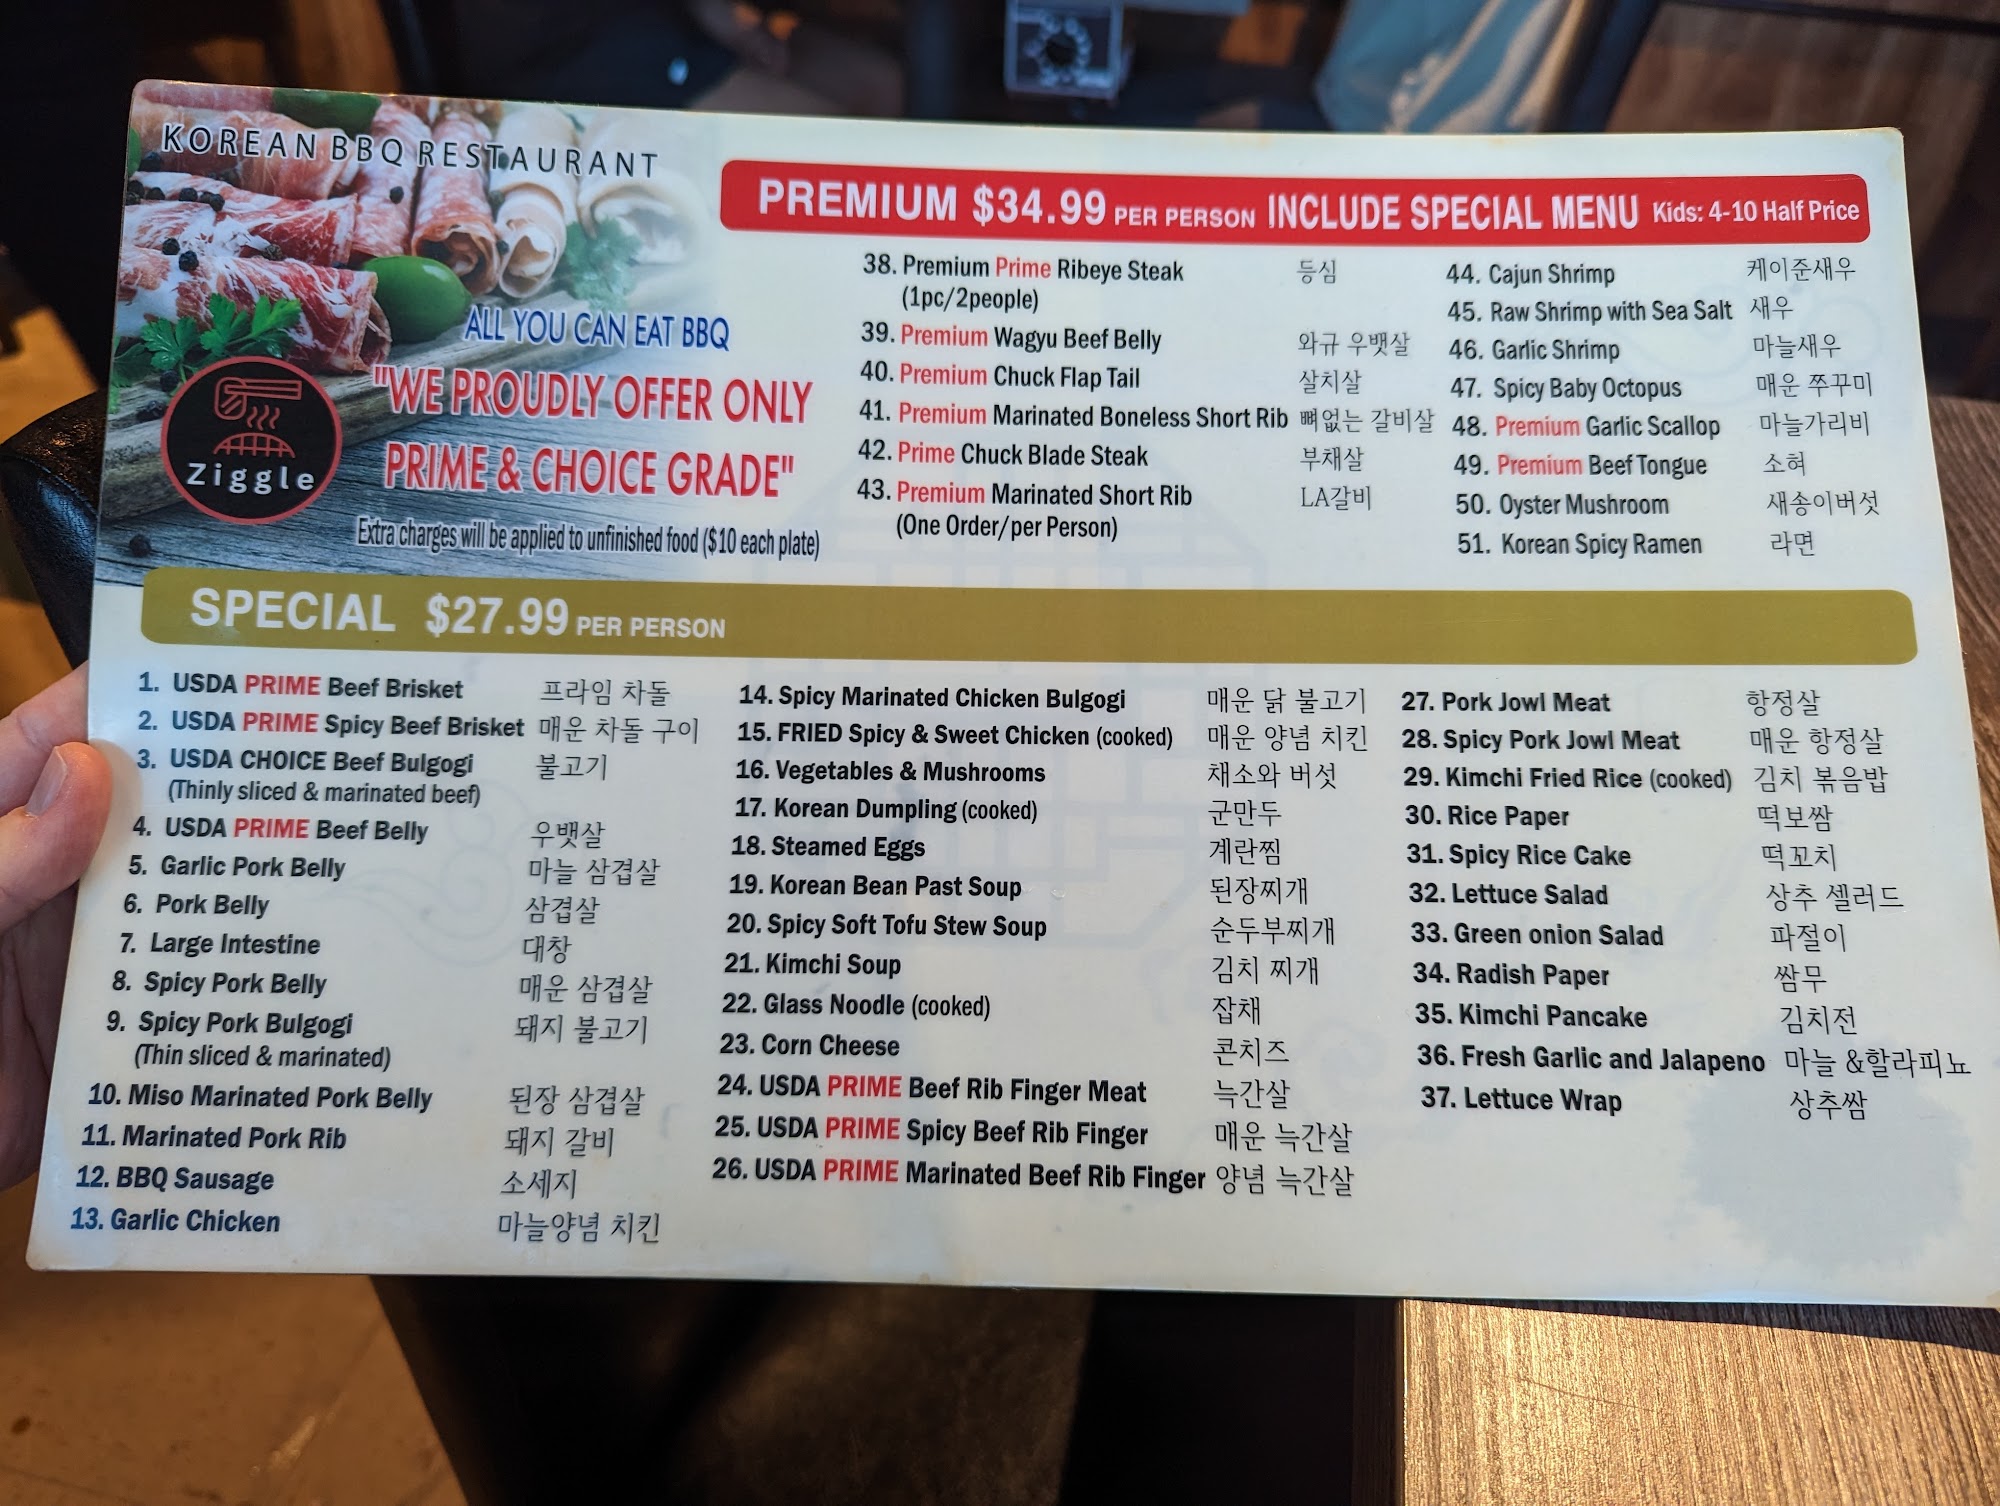 KOREAN BBQ RESTAURANT
ALL YOU CAN EAT BBQ
"WE PROUDLY OFFER ONLY
PRIME & CHOICE GRADE"
Ziggle
Extra charges will be applied to unfinished food ($10 each plate)
PREMIUM $34.99 PER PERSON INCLUDE SPECIAL MENU Kids: 4-10 Half Price
38. Premium Prime Ribeye Steak 등심
(1pc/2people)
39. Premium Wagyu Beef Belly 와규 우뱃살
40. Premium Chuck Flap Tail 살치살
41. Premium Marinated Boneless Short Rib 뼈없는 갈비살
42. Prime Chuck Blade Steak 부채살
43. Premium Marinated Short Rib LA갈비
(One Order/per Person)
44. Cajun Shrimp 케이준새우
45. Raw Shrimp with Sea Salt 새우
46. Garlic Shrimp 마늘새우
47. Spicy Baby Octopus 매운 쭈꾸미
48. Premium Garlic Scallop 마늘가리비
49. Premium Beef Tongue 소혀
50. Oyster Mushroom 새송이버섯
51. Korean Spicy Ramen 라면
SPECIAL $27.99 PER PERSON
1. USDA PRIME Beef Brisket 프라임 차돌
2. USDA PRIME Spicy Beef Brisket 매운 차돌 구이
3. USDA CHOICE Beef Bulgogi 불고기
(Thinly sliced & marinated beef)
4. USDA PRIME Beef Belly 우뱃살
5. Garlic Pork Belly 마늘 삼겹살
6. Pork Belly 삼겹살
7. Large Intestine 대창
8. Spicy Pork Belly 매운 삼겹살
9. Spicy Pork Bulgogi 돼지 불고기
(Thin sliced & marinated)
10. Miso Marinated Pork Belly 된장 삼겹살
11. Marinated Pork Rib 돼지 갈비
12. BBQ Sausage 소세지
13. Garlic Chicken 마늘양념 치킨
14. Spicy Marinated Chicken Bulgogi 매운 닭 불고기
15. FRIED Spicy & Sweet Chicken (cooked) 매운 양념 치킨
16. Vegetables & Mushrooms 채소와 버섯
17. Korean Dumpling (cooked) 군만두
18. Steamed Eggs 계란찜
19. Korean Bean Past Soup 된장찌개
20. Spicy Soft Tofu Stew Soup 순두부찌개
21. Kimchi Soup 김치 찌개
22. Glass Noodle (cooked) 잡채
23. Corn Cheese 콘치즈
24. USDA PRIME Beef Rib Finger Meat 늑간살
25. USDA PRIME Spicy Beef Rib Finger 매운 늑간살
26. USDA PRIME Marinated Beef Rib Finger 양념 늑간살
27. Pork Jowl Meat 항정살
28. Spicy Pork Jowl Meat 매운 항정살
29. Kimchi Fried Rice (cooked) 김치 볶음밥
30. Rice Paper 떡보쌈
31. Spicy Rice Cake 떡꼬치
32. Lettuce Salad 상추 셀러드
33. Green onion Salad 파절이
34. Radish Paper 쌈무
35. Kimchi Pancake 김치전
36. Fresh Garlic and Jalapeno 마늘 &할라피뇨
37. Lettuce Wrap 상추쌈